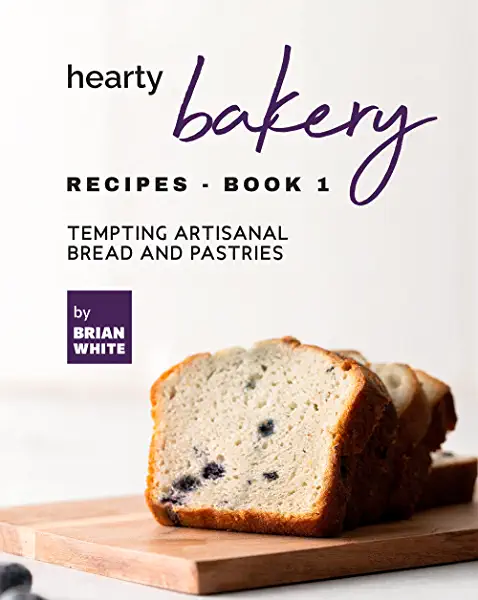 hearty
bakery
RECIPES - BOOK 1
TEMPTING ARTISANAL
BREAD AND PASTRIES
by
BRIAN
WHITE